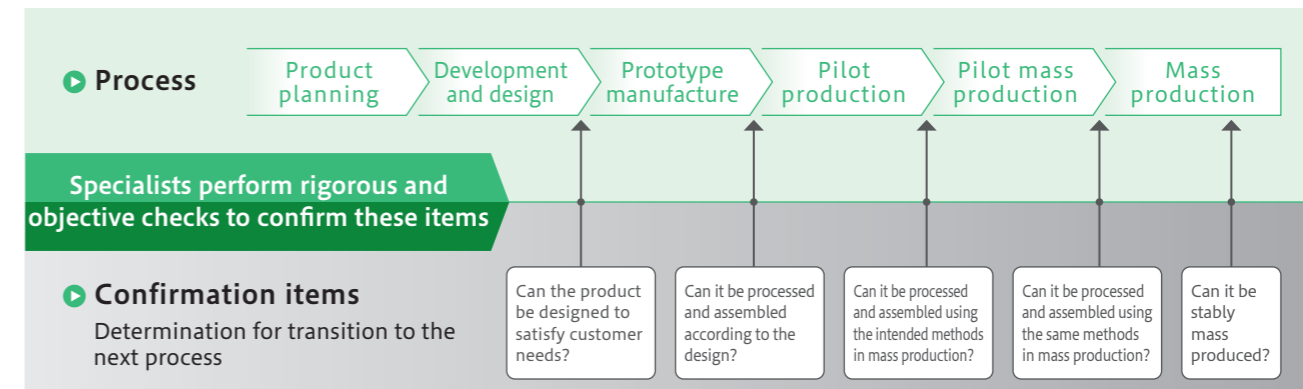 Process
Product
planning
Development
and design
Prototype
manufacture
Pilot
production
Pilot mass
production
Mass
production
Specialists perform rigorous and
objective checks to confirm these items
Confirmation items
Determination for transition to the
next process
Can the product
be designed to
satisfy customer
needs?
Can it be processed
and assembled
according to the
design?
Can it be processed
and assembled using
the intended methods
in mass production?
Can it be processed
and assembled using
the same methods
in mass production?
Can it be
stably
mass
produced?